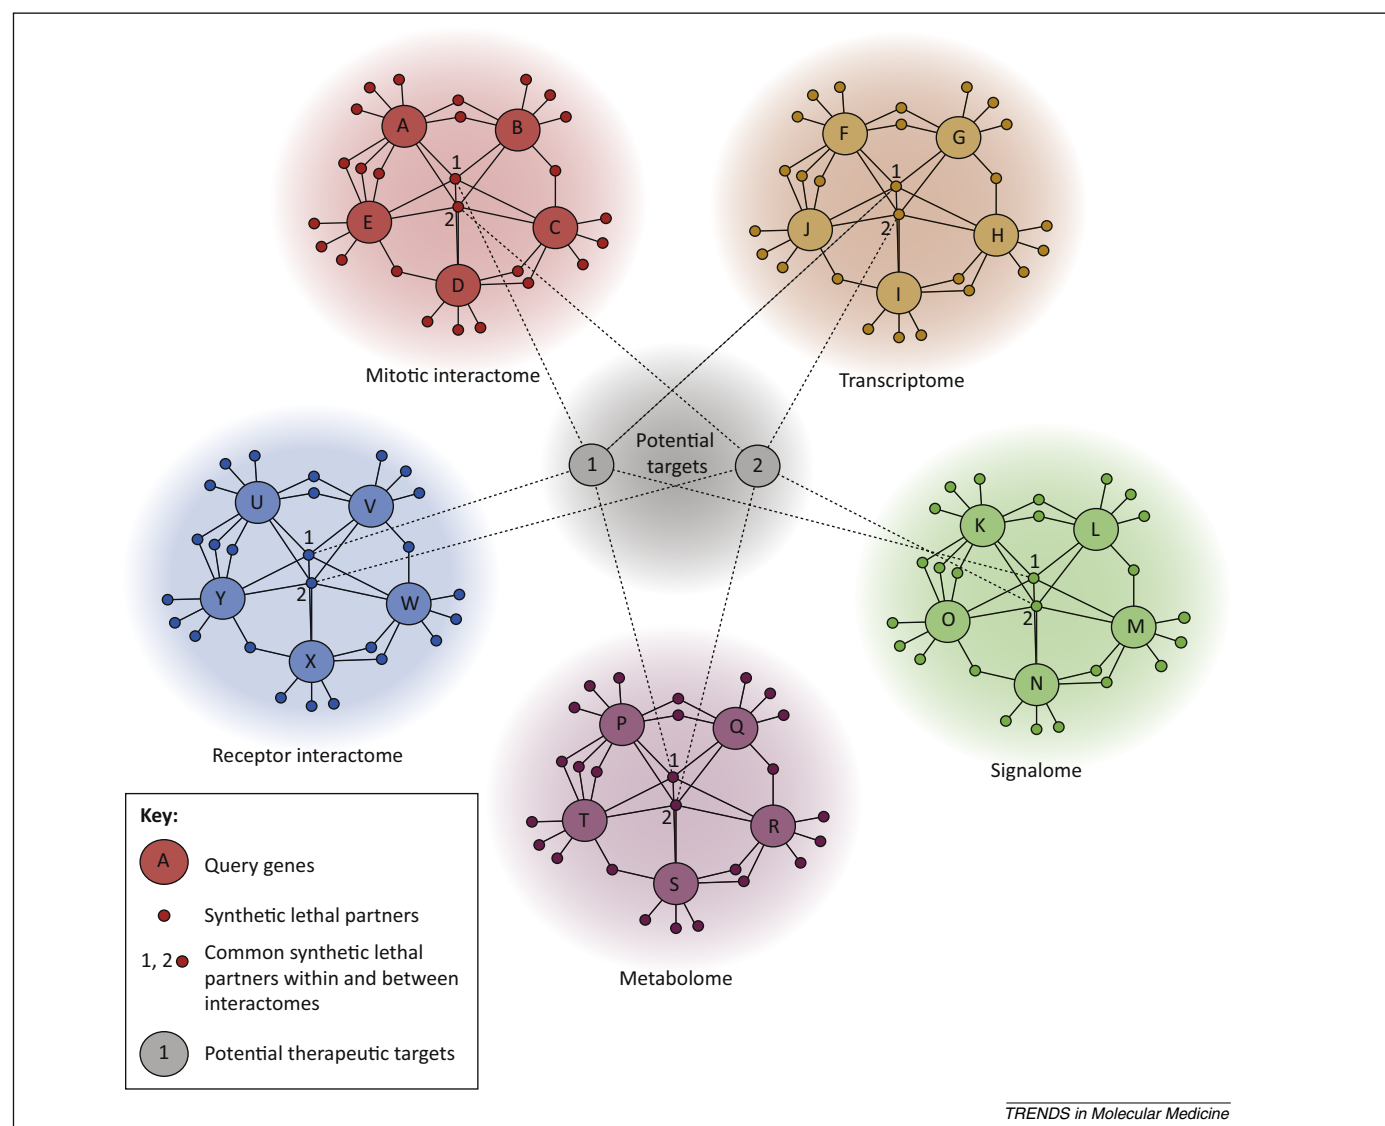 A
B
1
E
2
C
D
Mitotic interactome
F
G
1
J
2
H
I
Transcriptome
Potential
targets
1
2
U
V
1
Y
2
W
X
Receptor interactome
K
L
1
O
2
M
N
Signalome
P
Q
1
T
2
R
S
Metabolome
Key:
A
Query genes
Synthetic lethal partners
1, 2
Common synthetic lethal
partners within and between
interactomes
1
Potential therapeutic targets
TRENDS in Molecular Medicine